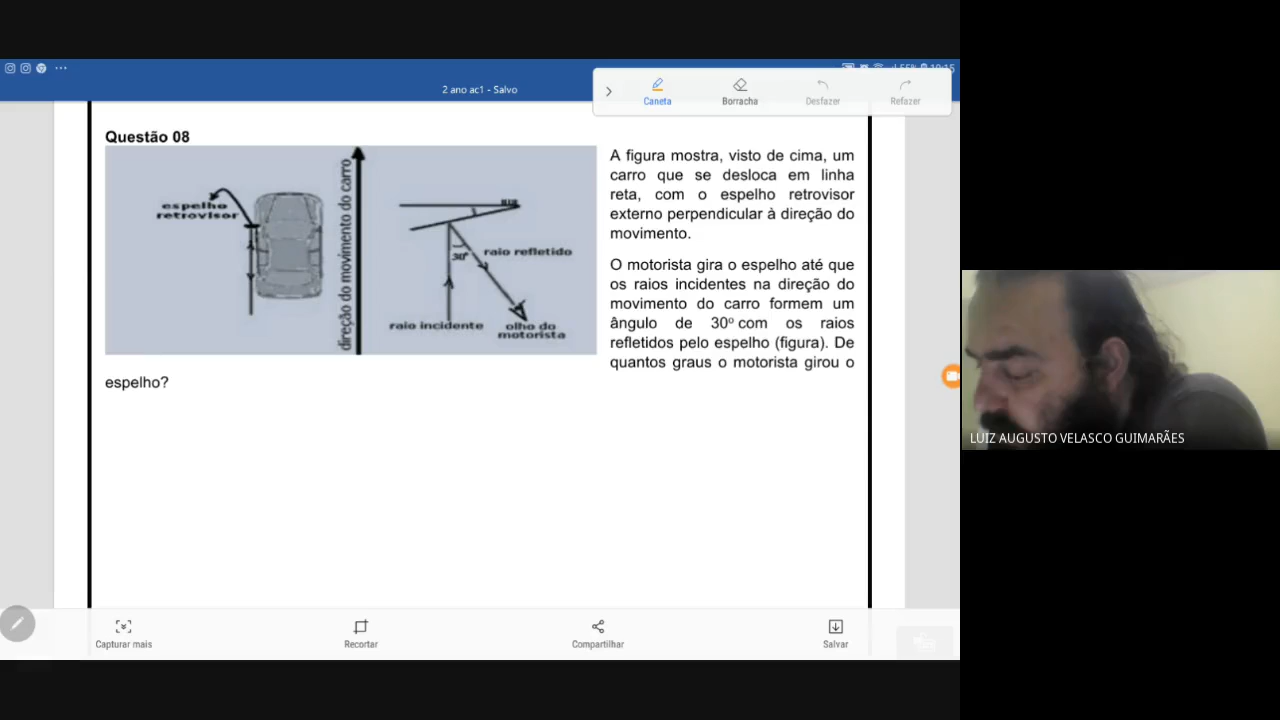 2 ano ac1 - Salvo
Caneta
Borracha
Desfazer
Refazer
Questão 08
espelho
retrovisor
direção do movimento do carro
30º
raio refletido
raio incidente
olho do
motorista
A figura mostra, visto de cima, um
carro que se desloca em linha
reta, com o espelho retrovisor
externo perpendicular à direção do
movimento.
O motorista gira o espelho até que
os raios incidentes na direção do
movimento do carro formem um
ângulo de 30º com os raios
refletidos pelo espelho (figura). De
quantos graus o motorista girou o
espelho?
LUIZ AUGUSTO VELASCO GUIMARÃES
Capturar mais
Recortar
Compartilhar
Salvar